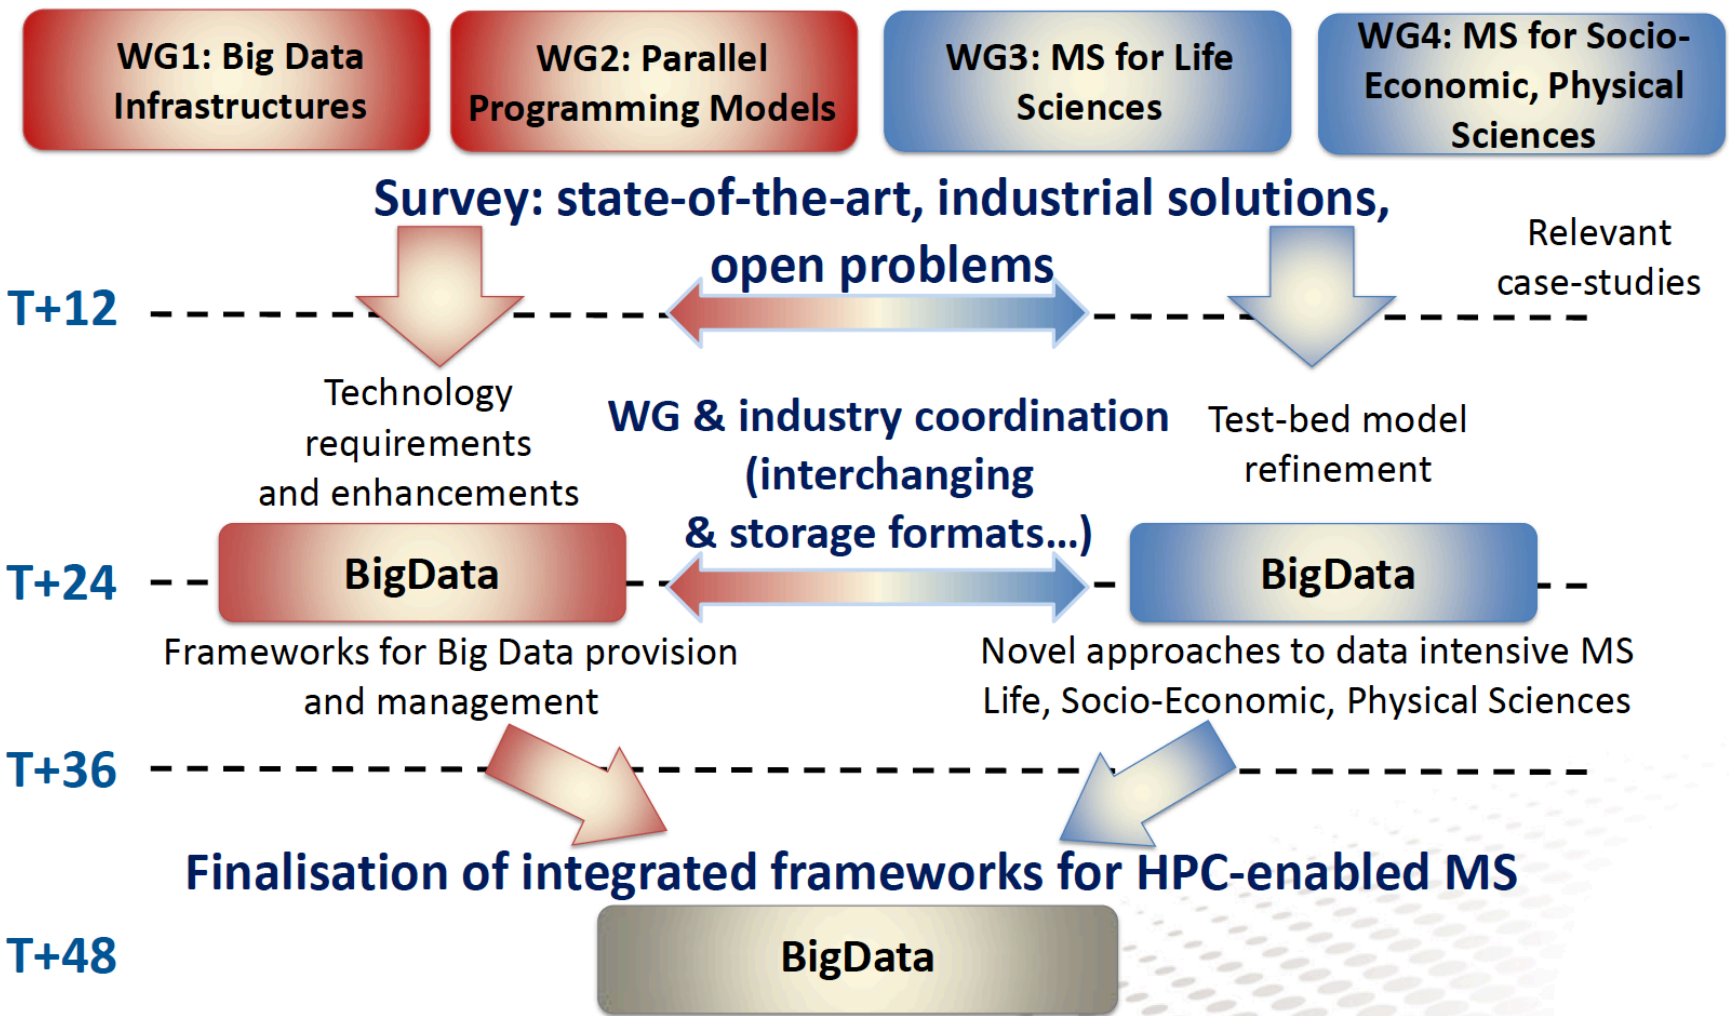 WG1: Big Data
Infrastructures
WG2: Parallel
Programming Models
WG3: MS for Life
Sciences
WG4: MS for Socio-
Economic, Physical
Sciences
Survey: state-of-the-art, industrial solutions,
open problems
Relevant
case-studies
T+12
Technology
requirements
and enhancements
WG & industry coordination
(interchanging
& storage formats...)
Test-bed model
refinement
T+24
BigData
BigData
Frameworks for Big Data provision
and management
Novel approaches to data intensive MS
Life, Socio-Economic, Physical Sciences
T+36
Finalisation of integrated frameworks for HPC-enabled MS
T+48
BigData